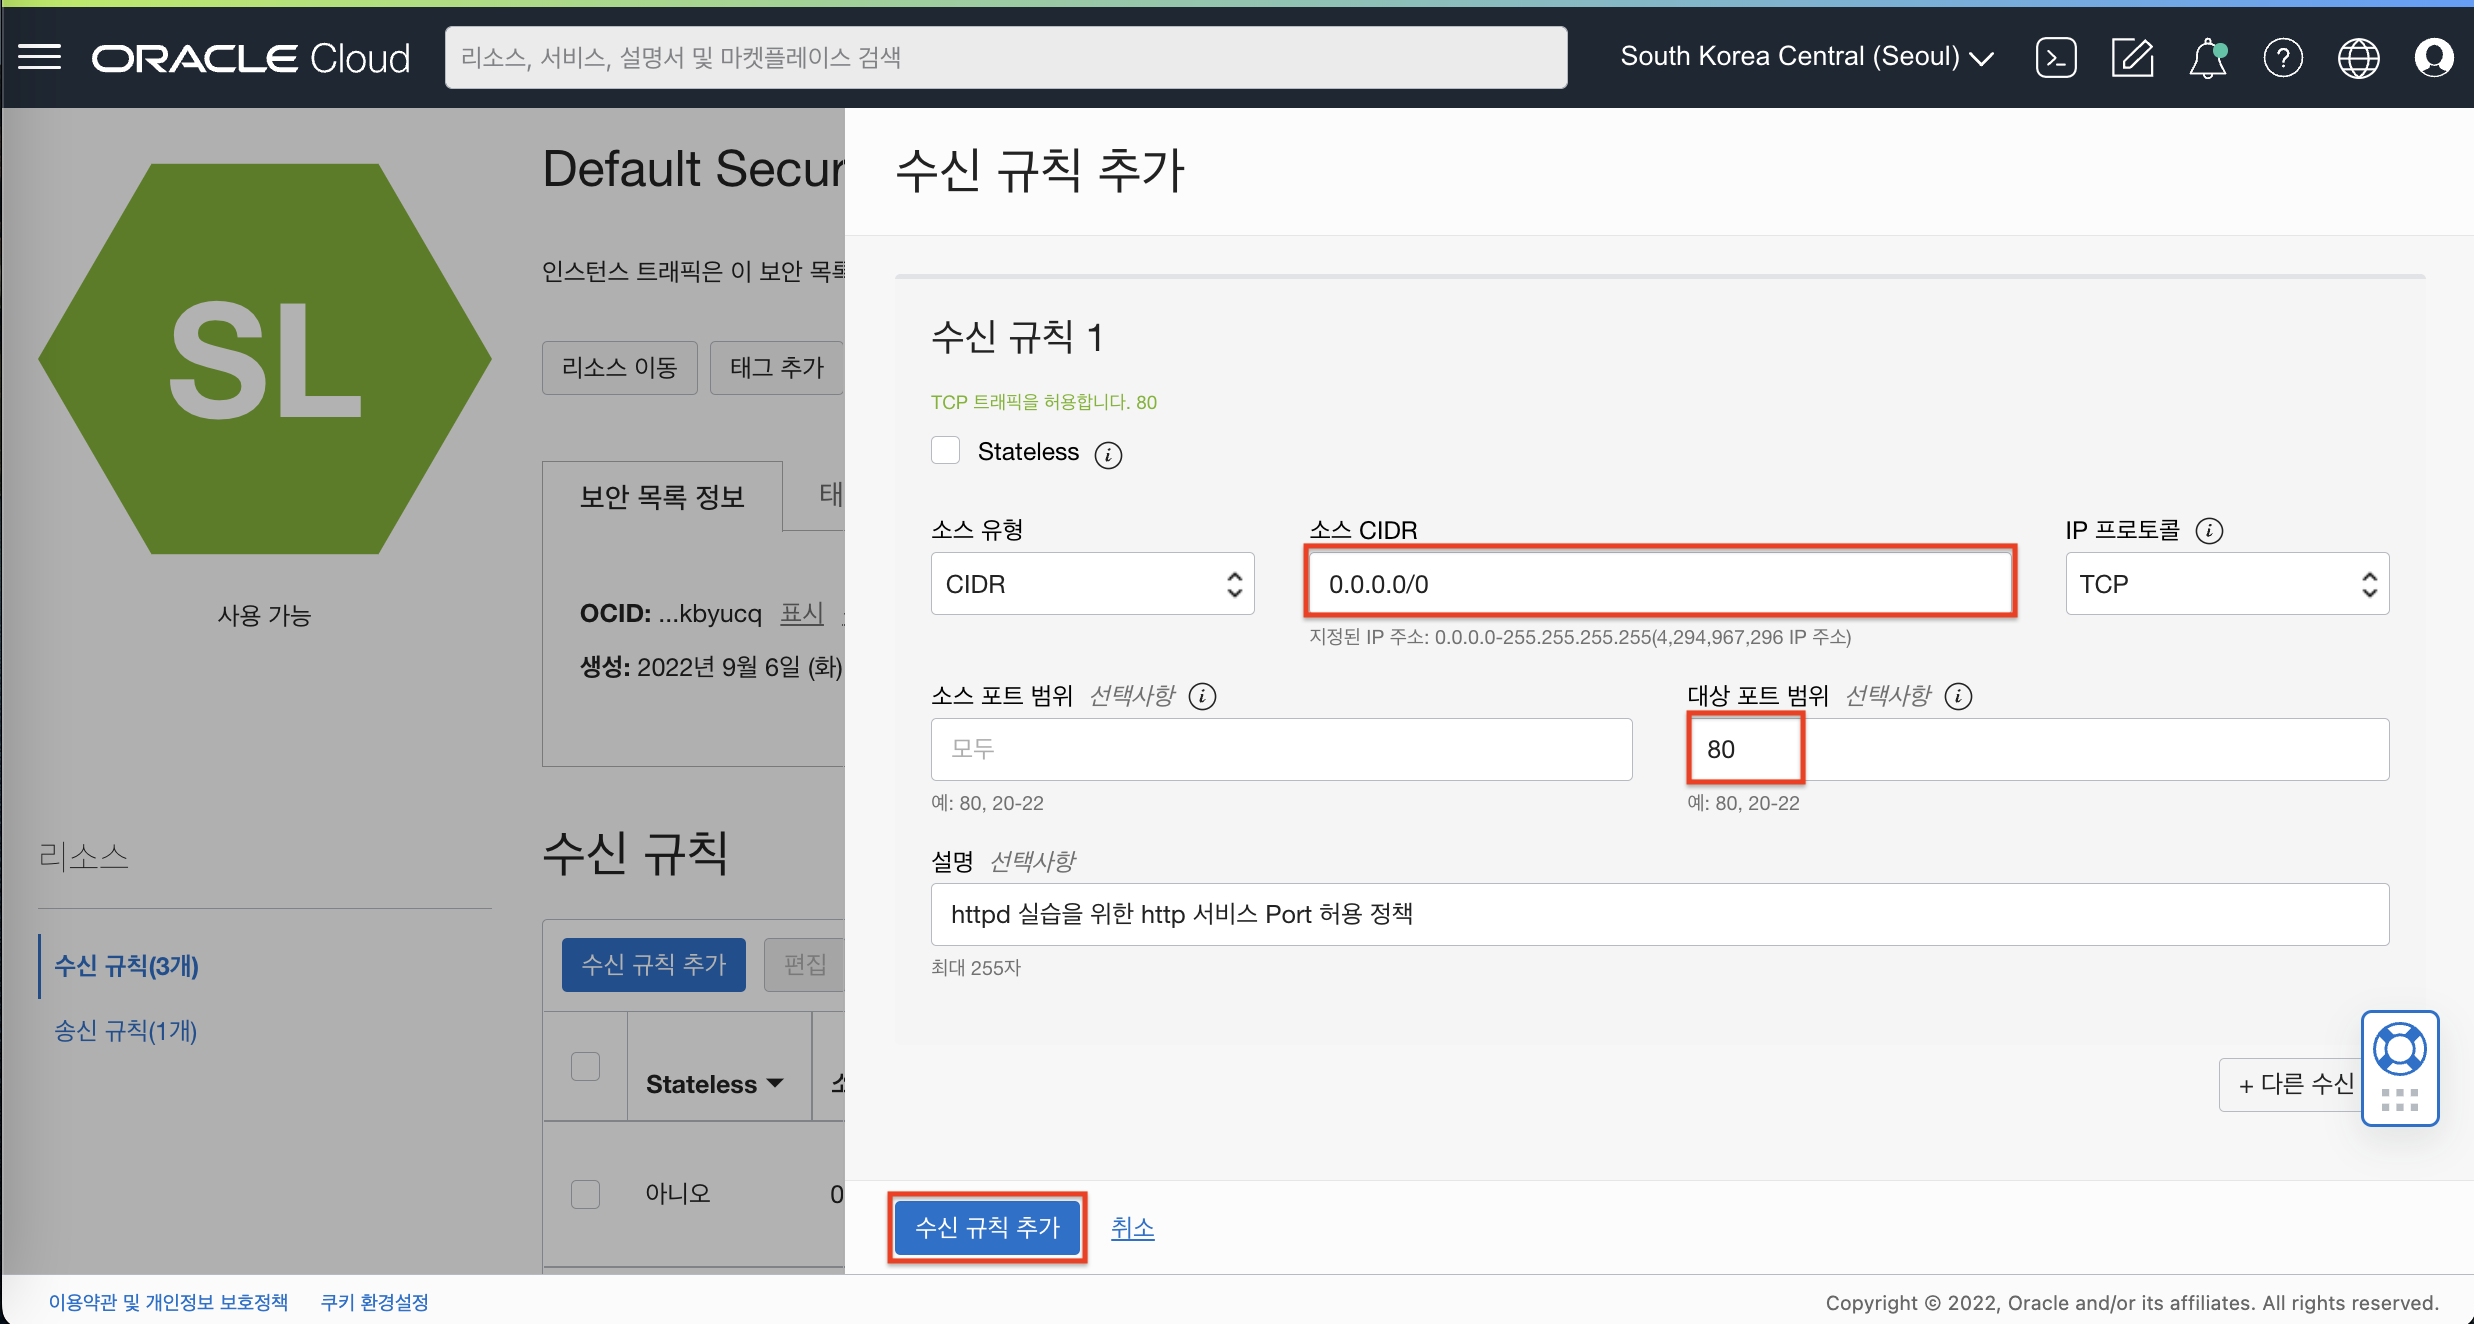 ORACLE Cloud
리소스, 서비스, 설명서 및 마켓플레이스 검색
South Korea Central (Seoul)
SL
사용 가능
리소스
수신 규칙(3개)
송신 규칙(1개)
Default Secur
인스턴스 트래픽은 이 보안 목록
리소스 이동
태그 추가
보안 목록 정보
태
OCID: ...kbyucq 표시
생성: 2022년 9월 6일 (화)
수신 규칙
수신 규칙 추가
편집
Stateless
아니오
0
수신 규칙 추가
수신 규칙 1
TCP 트래픽을 허용합니다. 80
Stateless
소스 유형
CIDR
소스 CIDR
0.0.0.0/0
지정된 IP 주소: 0.0.0.0-255.255.255.255(4,294,967,296 IP 주소)
IP 프로토콜
TCP
소스 포트 범위 선택사항
모두
예: 80, 20-22
대상 포트 범위 선택사항
80
예: 80, 20-22
설명 선택사항
httpd 실습을 위한 http 서비스 Port 허용 정책
최대 255자
+ 다른 수신
수신 규칙 추가
취소
이용약관 및 개인정보 보호정책
쿠키 환경설정
Copyright © 2022, Oracle and/or its affiliates. All rights reserved.